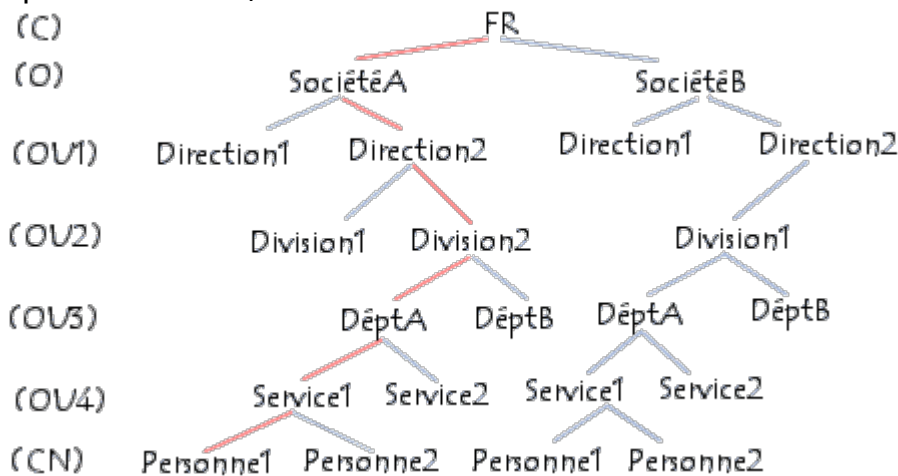 (C) FR
(O) SociétéA SociétéB
(OU1) Direction1 Direction2 Direction1 Direction2
(OU2) Division1 Division2 Division1
(OU3) DéptA DéptB DéptA DéptB
(OU4) Service1 Service2 Service1 Service2
(CN) Personne1 Personne2 Personne1 Personne2